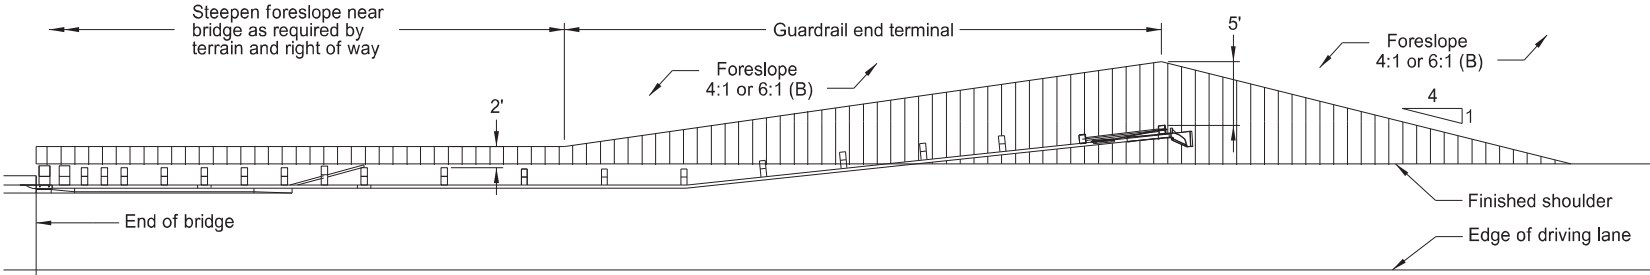 Steepen foreslope near
bridge as required by
terrain and right of way
Guardrail end terminal
5'
Foreslope
4:1 or 6:1 (B)
Foreslope
4:1 or 6:1 (B)
2'
4
1
End of bridge
Finished shoulder
Edge of driving lane